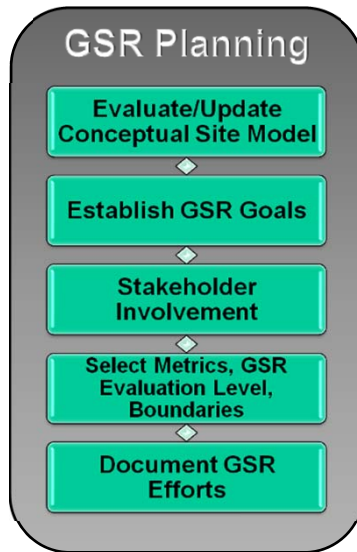 GSR Planning
Evaluate/Update
Conceptual Site Model
Establish GSR Goals
Stakeholder
Involvement
Select Metrics, GSR
Evaluation Level,
Boundaries
Document GSR
Efforts